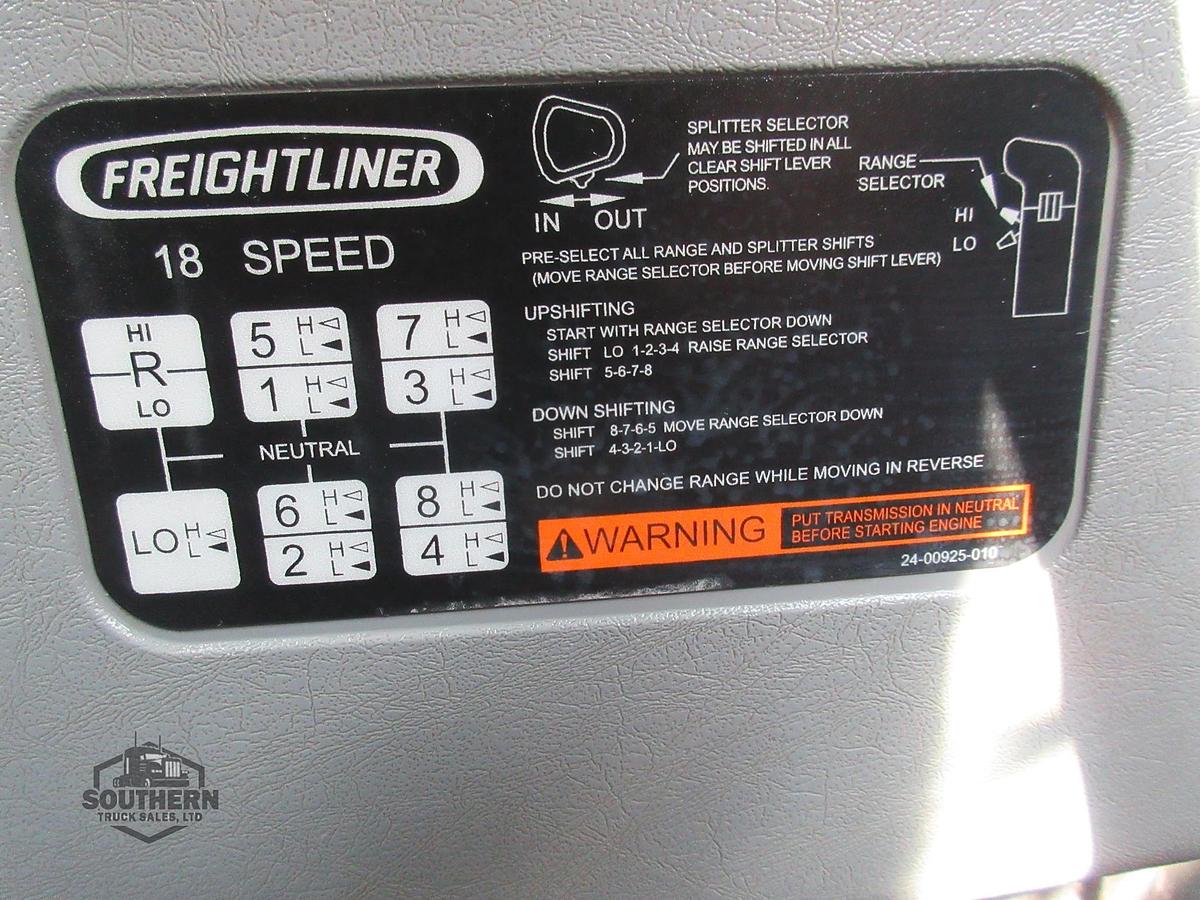 FREIGHTLINER
18 SPEED
HI
R
LO
5 H L
1 H L
7 H L
3 H L
NEUTRAL
LO H L
6 H L
2 H L
8 H L
4 H L
IN OUT
SPLITTER SELECTOR
MAY BE SHIFTED IN ALL
CLEAR SHIFT LEVER
POSITIONS.
RANGE
SELECTOR
HI
LO
PRE-SELECT ALL RANGE AND SPLITTER SHIFTS
(MOVE RANGE SELECTOR BEFORE MOVING SHIFT LEVER)
UPSHIFTING
START WITH RANGE SELECTOR DOWN
SHIFT LO 1-2-3-4 RAISE RANGE SELECTOR
SHIFT 5-6-7-8
DOWN SHIFTING
SHIFT 8-7-6-5 MOVE RANGE SELECTOR DOWN
SHIFT 4-3-2-1-LO
DO NOT CHANGE RANGE WHILE MOVING IN REVERSE
WARNING
PUT TRANSMISSION IN NEUTRAL
BEFORE STARTING ENGINE
24-00925-010
SOUTHERN
TRUCK SALES, LTD